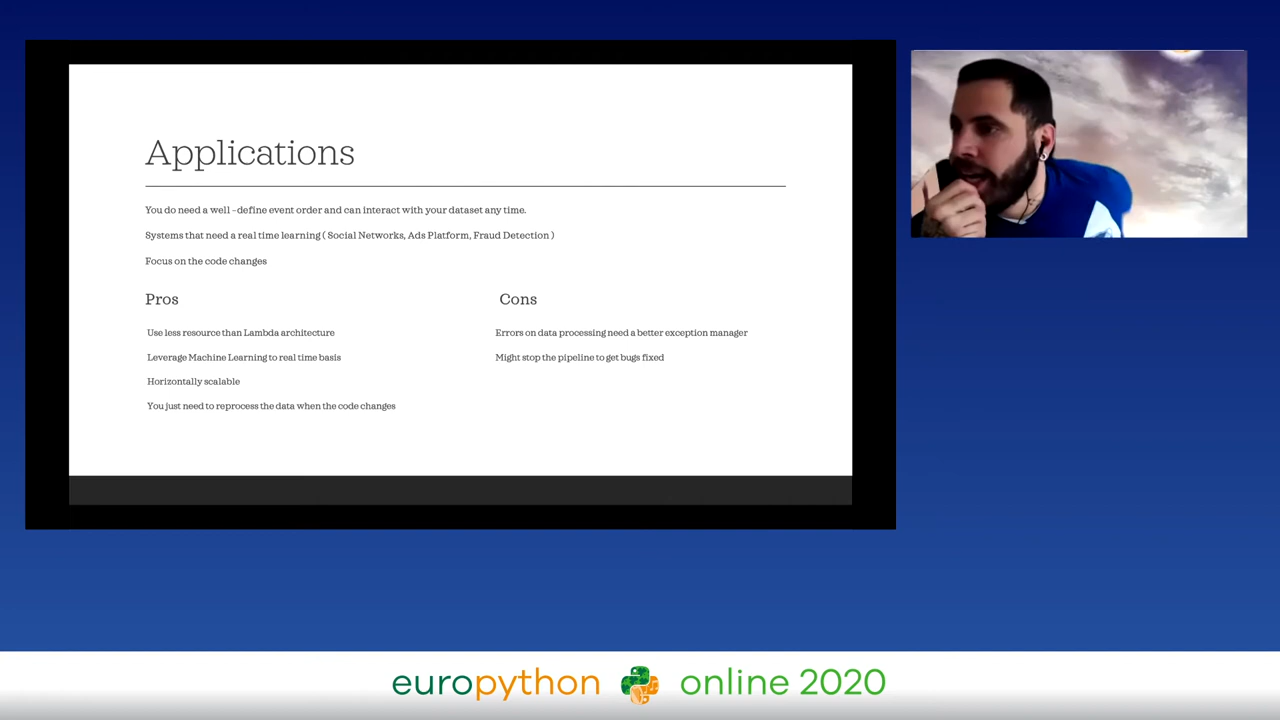 Applications
You do need a well -define event order and can interact with your dataset any time.
Systems that need a real time learning ( Social Networks, Ads Platform, Fraud Detection )
Focus on the code changes
Pros
Use less resource than Lambda architecture
Leverage Machine Learning to real time basis
Horizontally scalable
You just need to reprocess the data when the code changes
Cons
Errors on data processing need a better exception manager
Might stop the pipeline to get bugs fixed
europython online 2020